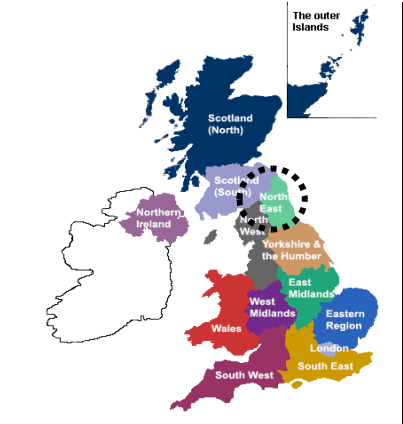 The outer
Islands
Scotland
(North)
Scotland
(South)
North
East
Northern
Ireland
North
West
Yorkshire &
the Humber
East
Midlands
West
Midlands
Eastern
Region
Wales
London
South East
South West